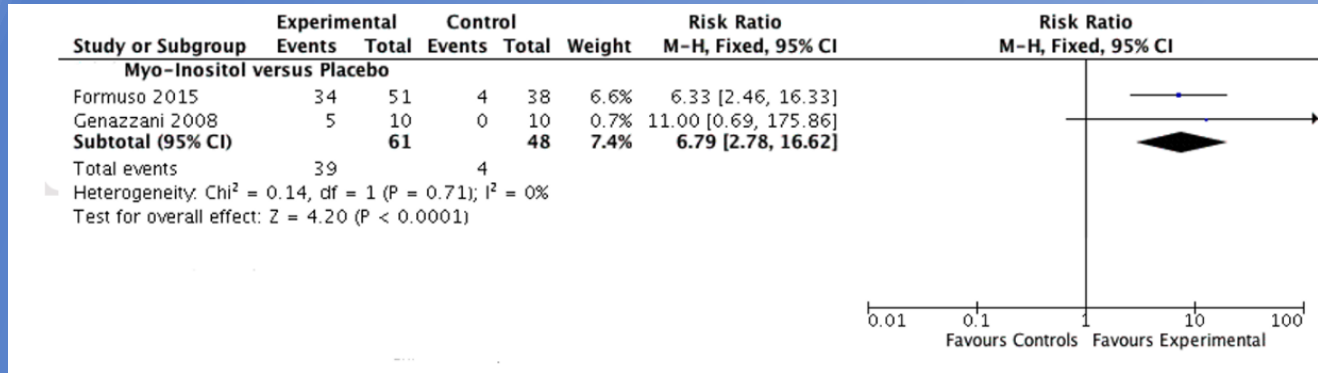 Experimental Control Risk Ratio Risk Ratio
Study or Subgroup Events Total Events Total Weight M-H, Fixed, 95% CI M-H, Fixed, 95% CI
Myo-Inositol versus Placebo
Formuso 2015 34 51 4 38 6.6% 6.33 [2.46, 16.33]
Genazzani 2008 5 10 0 10 0.7% 11.00 [0.69, 175.86]
Subtotal (95% CI) 61 48 7.4% 6.79 [2.78, 16.62]
Total events 39 4
Heterogeneity: Chi² = 0.14, df = 1 (P = 0.71); I² = 0%
Test for overall effect: Z = 4.20 (P < 0.0001)
0.01 0.1 1 10 100
Favours Controls Favours Experimental